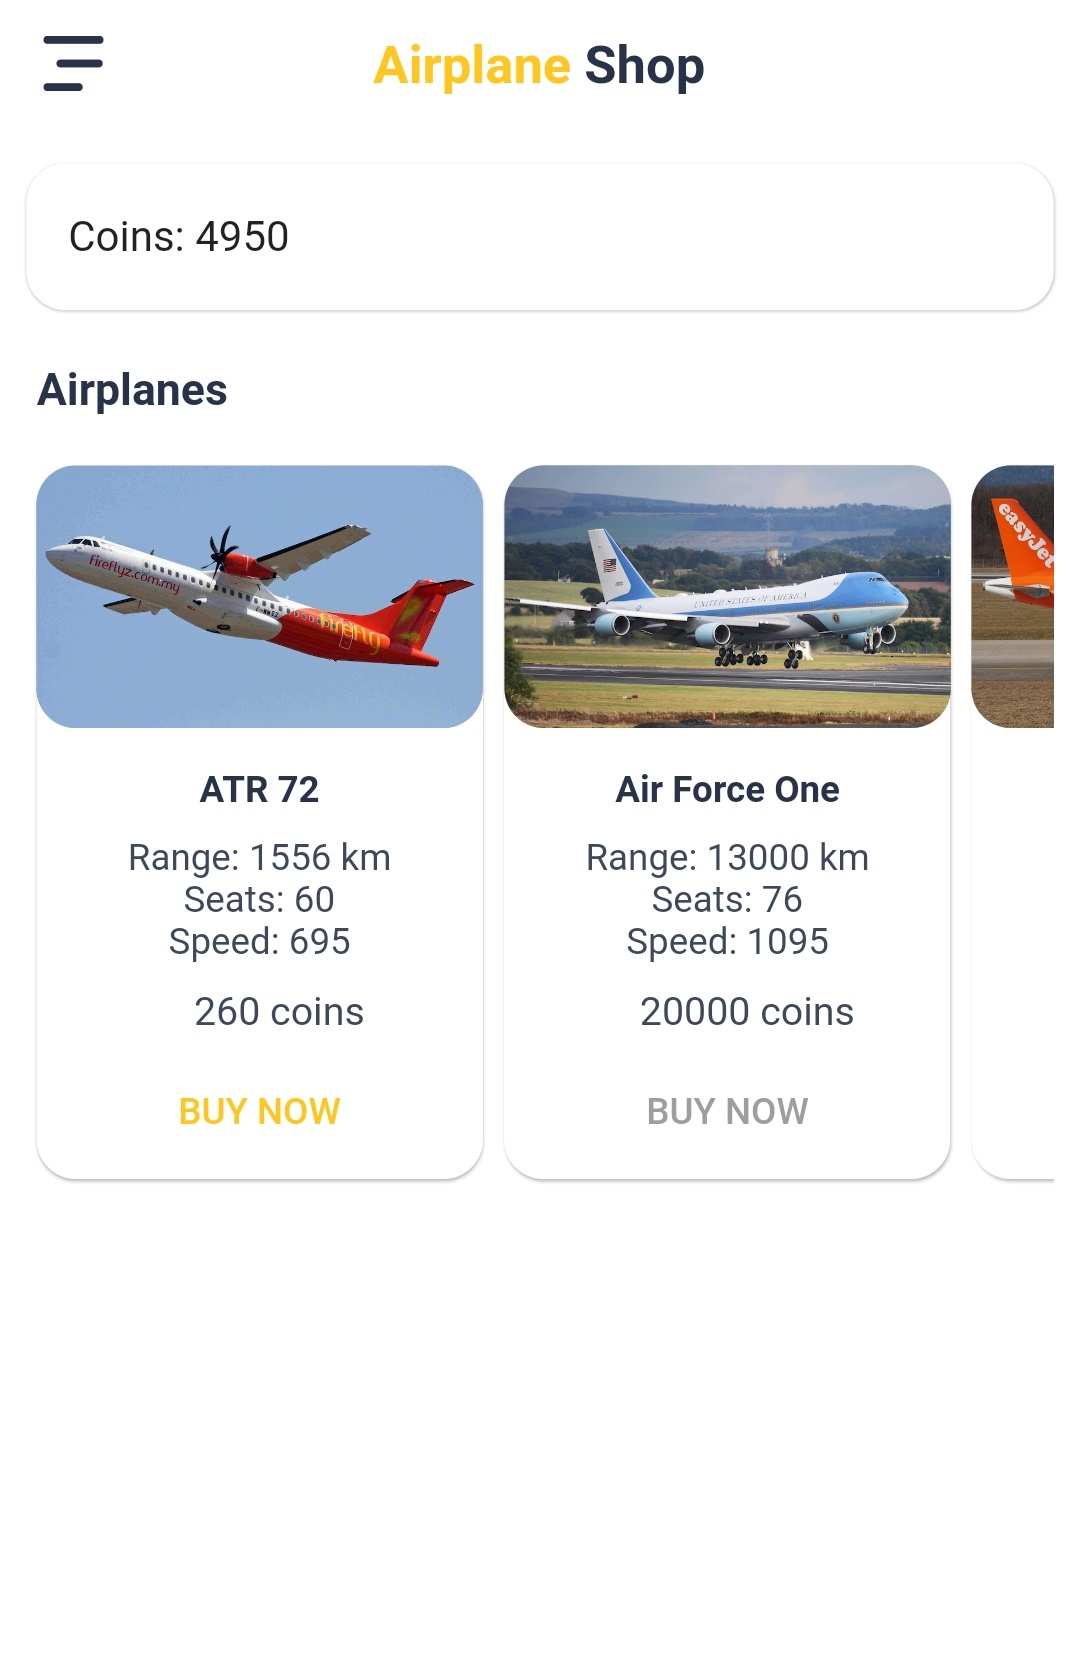 Airplane Shop
Coins: 4950
Airplanes
fireflyz.com.my
firefly
UNITED STATES OF AMERICA
easyJet
ATR 72
Range: 1556 km
Seats: 60
Speed: 695
260 coins
BUY NOW
Air Force One
Range: 13000 km
Seats: 76
Speed: 1095
20000 coins
BUY NOW